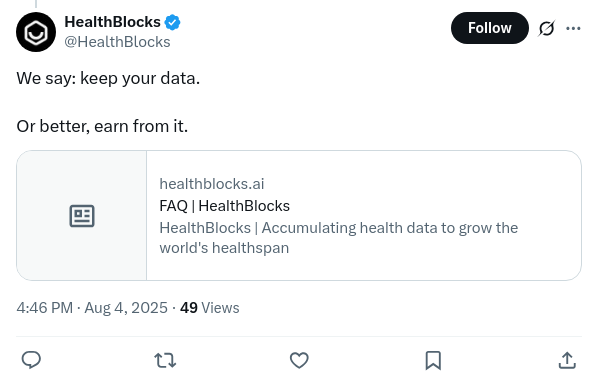 HealthBlocks
@HealthBlocks
Follow
We say: keep your data.
Or better, earn from it.
healthblocks.ai
FAQ | HealthBlocks
HealthBlocks | Accumulating health data to grow the
world's healthspan
4:46 PM · Aug 4, 2025 · 49 Views